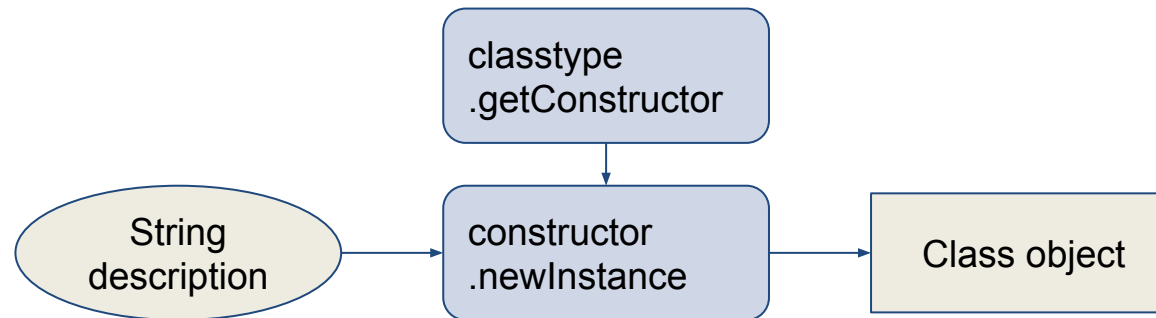 classtype
.getConstructor
String
description
constructor
.newInstance
Class object